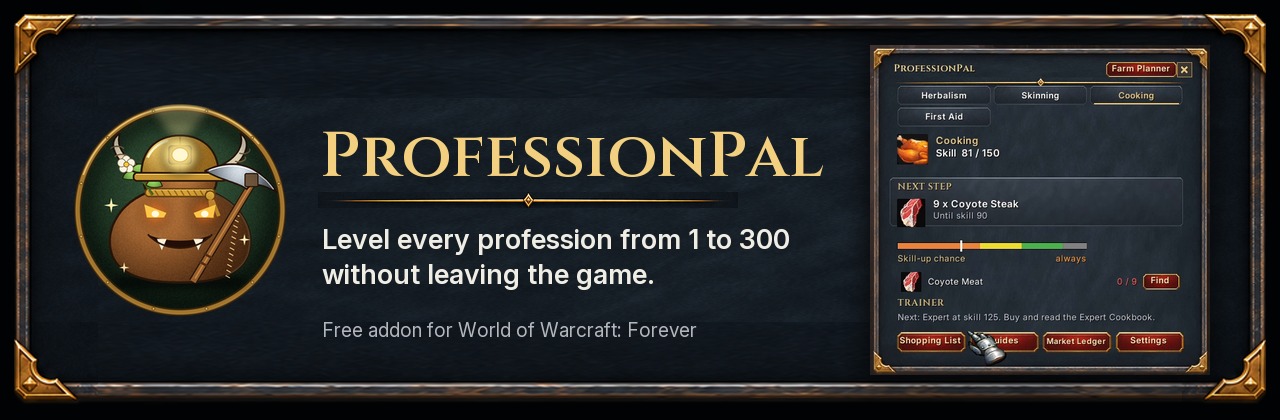 ProfessionPal
Level every profession from 1 to 300
without leaving the game.
Free addon for World of Warcraft: Forever
ProfessionPal
Farm Planner
Herbalism
Skinning
Cooking
First Aid
Cooking
Skill 81 / 150
NEXT STEP
9 x Coyote Steak
Until skill 90
Skill-up chance
always
Coyote Meat
0 / 9
Find
TRAINER
Next: Expert at skill 125. Buy and read the Expert Cookbook.
Shopping List
Market Ledger
Settings